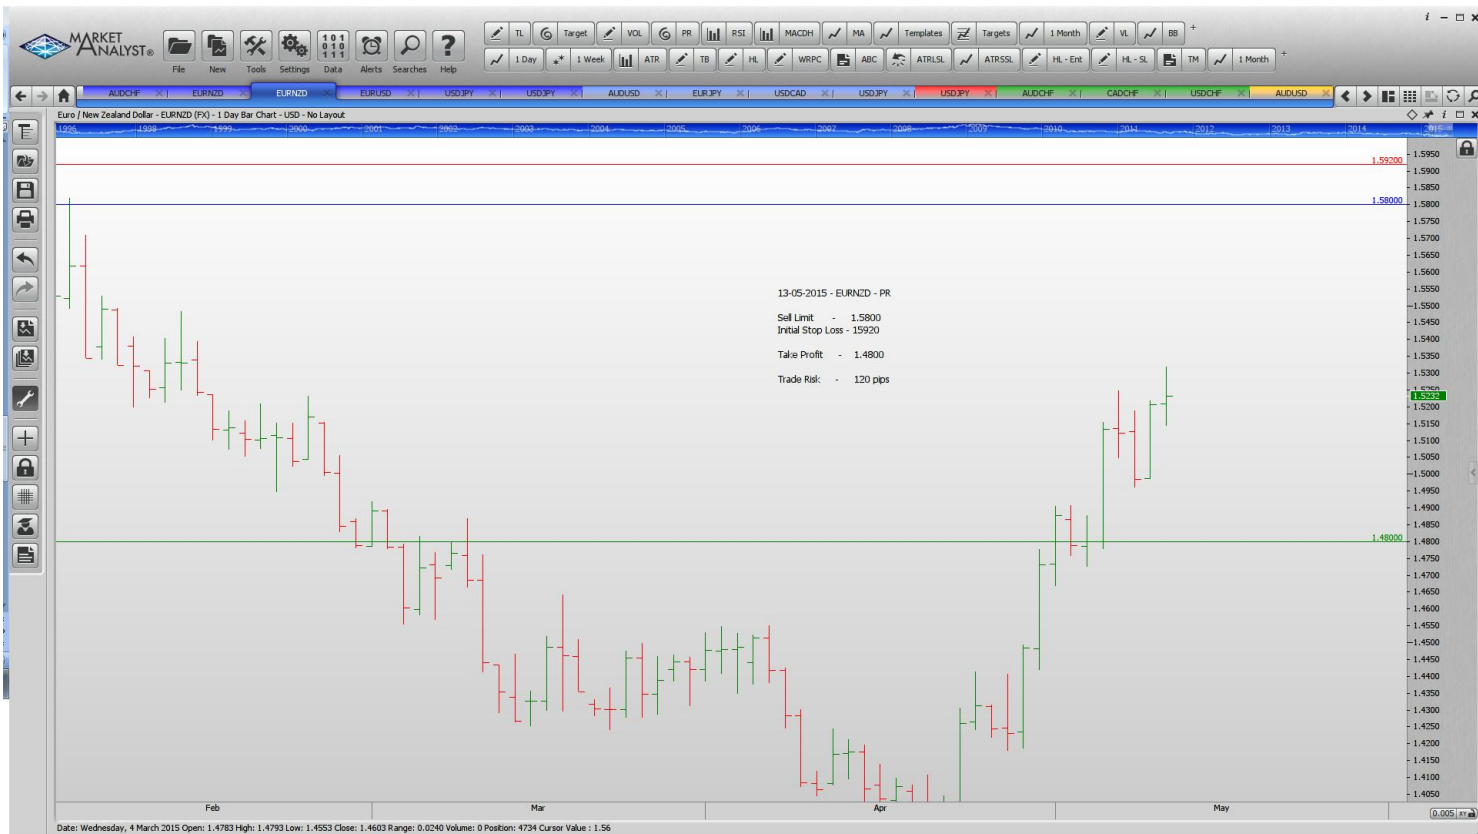 MARKET
ANALYST®
File New Tools Settings Data Alerts Searches Help
TL Target VOL PR RSI MACDH MA Templates Targets 1 Month VL BB +
1 Day 1 Week ATR TB HL WRPC ABC ATRLSL ATRSSL HL - Ent HL - SL TM 1 Month +
AUDCHF EURNZD EURNZD EURUSD USDJPY USDJPY AUDUSD EURJPY USDCAD USDJPY USDJPY AUDCHF CADCHF USDCHF AUDUSD
Euro / New Zealand Dollar - EURNZD (FX) - 1 Day Bar Chart - USD - No Layout
1996 1998 1999 2000 2001 2002 2003 2004 2005 2006 2007 2008 2009 2010 2011 2012 2013 2014 2015
1.5950
1.59200
1.5900
1.5850
1.58000
1.5800
1.5750
1.5700
1.5650
1.5600
1.5550
13-05-2015 - EURNZD - PR
1.5500
Sell Limit - 1.5800
1.5450
Initial Stop Loss - 15920
1.5400
Take Profit - 1.4800
1.5350
Trade Risk - 120 pips
1.5300
1.5250
1.5232
1.5200
1.5150
1.5100
1.5050
1.5000
1.4950
1.4900
1.4850
1.48000
1.4800
1.4750
1.4700
1.4650
1.4600
1.4550
1.4500
1.4450
1.4400
1.4350
1.4300
1.4250
1.4200
1.4150
1.4100
1.4050
Feb Mar Apr May
0.005 XY
Date: Wednesday, 4 March 2015 Open: 1.4783 High: 1.4793 Low: 1.4553 Close: 1.4603 Range: 0.0240 Volume: 0 Position: 4734 Cursor Value : 1.56